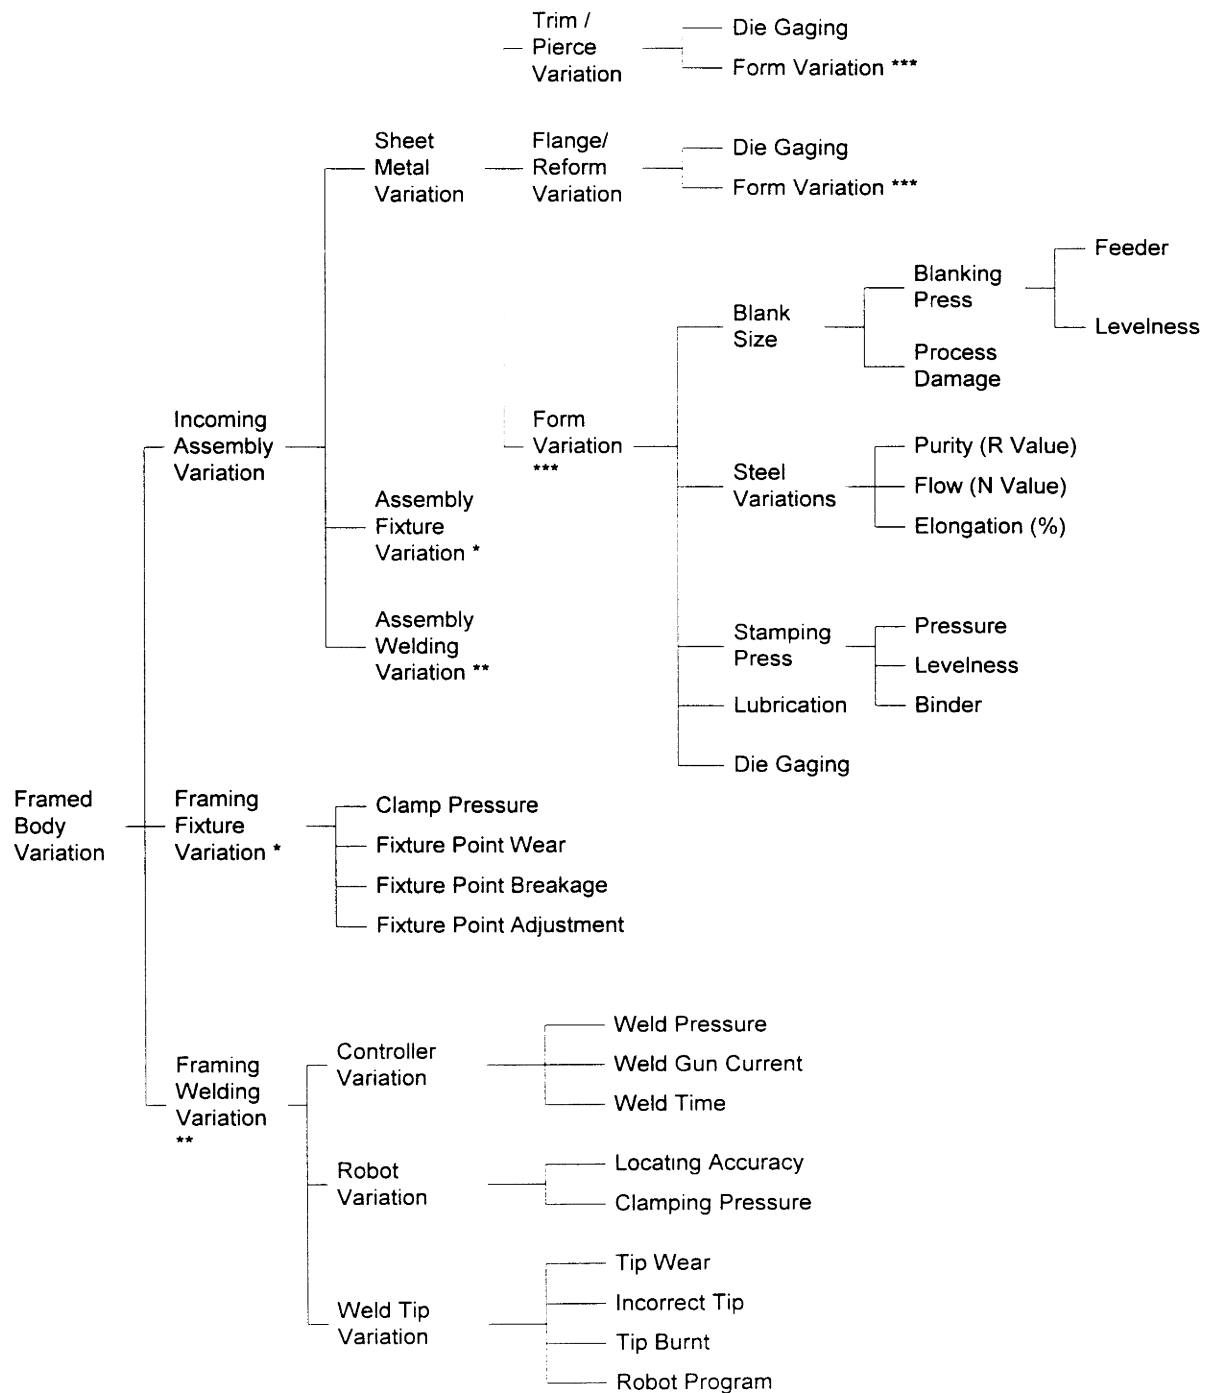 Trim /
Pierce
Variation
Die Gaging
Form Variation ***
Sheet
Metal
Variation
Flange/
Reform
Variation
Die Gaging
Form Variation ***
Feeder
Blanking
Press
Levelness
Blank
Size
Process
Damage
Incoming
Assembly
Variation
Form
Variation
***
Purity (R Value)
Steel
Variations
Flow (N Value)
Elongation (%)
Assembly
Fixture
Variation *
Assembly
Welding
Variation **
Stamping
Press
Pressure
Levelness
Binder
Lubrication
Die Gaging
Framed
Body
Variation
Framing
Fixture
Variation *
Clamp Pressure
Fixture Point Wear
Fixture Point Breakage
Fixture Point Adjustment
Framing
Welding
Variation
**
Controller
Variation
Weld Pressure
Weld Gun Current
Weld Time
Robot
Variation
Locating Accuracy
Clamping Pressure
Weld Tip
Variation
Tip Wear
Incorrect Tip
Tip Burnt
Robot Program